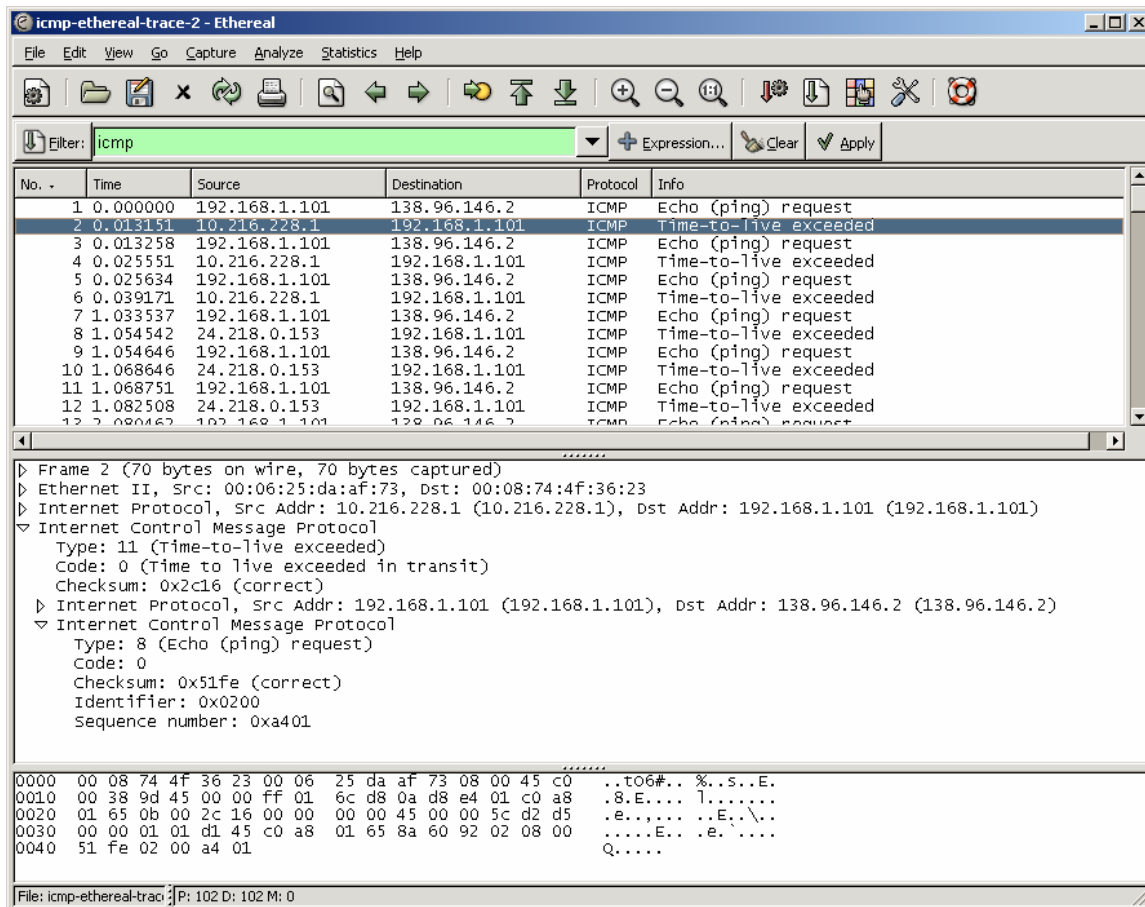 icmp-ethereal-trace-2 - Ethereal
File Edit View Go Capture Analyze Statistics Help
Filter: icmp Expression... Clear Apply
No. Time Source Destination Protocol Info
1 0.000000 192.168.1.101 138.96.146.2 ICMP Echo (ping) request
2 0.013151 10.216.228.1 192.168.1.101 ICMP Time-to-live exceeded
3 0.013258 192.168.1.101 138.96.146.2 ICMP Echo (ping) request
4 0.025551 10.216.228.1 192.168.1.101 ICMP Time-to-live exceeded
5 0.025634 192.168.1.101 138.96.146.2 ICMP Echo (ping) request
6 0.039171 10.216.228.1 192.168.1.101 ICMP Time-to-live exceeded
7 1.033537 192.168.1.101 138.96.146.2 ICMP Echo (ping) request
8 1.054542 24.218.0.153 192.168.1.101 ICMP Time-to-live exceeded
9 1.054646 192.168.1.101 138.96.146.2 ICMP Echo (ping) request
10 1.068646 24.218.0.153 192.168.1.101 ICMP Time-to-live exceeded
11 1.068751 192.168.1.101 138.96.146.2 ICMP Echo (ping) request
12 1.082508 24.218.0.153 192.168.1.101 ICMP Time-to-live exceeded
13 2.080462 192.168.1.101 138.96.146.2 ICMP Echo (ping) request
Frame 2 (70 bytes on wire, 70 bytes captured)
Ethernet II, Src: 00:06:25:da:af:73, Dst: 00:08:74:4f:36:23
Internet Protocol, Src Addr: 10.216.228.1 (10.216.228.1), Dst Addr: 192.168.1.101 (192.168.1.101)
Internet Control Message Protocol
Type: 11 (Time-to-live exceeded)
Code: 0 (Time to live exceeded in transit)
Checksum: 0x2c16 (correct)
Internet Protocol, Src Addr: 192.168.1.101 (192.168.1.101), Dst Addr: 138.96.146.2 (138.96.146.2)
Internet Control Message Protocol
Type: 8 (Echo (ping) request)
Code: 0
Checksum: 0x51fe (correct)
Identifier: 0x0200
Sequence number: 0xa401
0000 00 08 74 4f 36 23 00 06 25 da af 73 08 00 45 c0 ..tO6#.. %..s..E.
0010 00 38 9d 45 00 00 ff 01 6c d8 0a d8 e4 01 c0 a8 .8.E.... l.......
0020 01 65 0b 00 2c 16 00 00 00 00 45 00 00 5c d2 d5 .e..,... ..E..\..
0030 00 00 01 01 d1 45 c0 a8 01 65 8a 60 92 02 08 00 .....E.. .e.`....
0040 51 fe 02 00 a4 01 Q.....
File: icmp-ethereal-trac P: 102 D: 102 M: 0